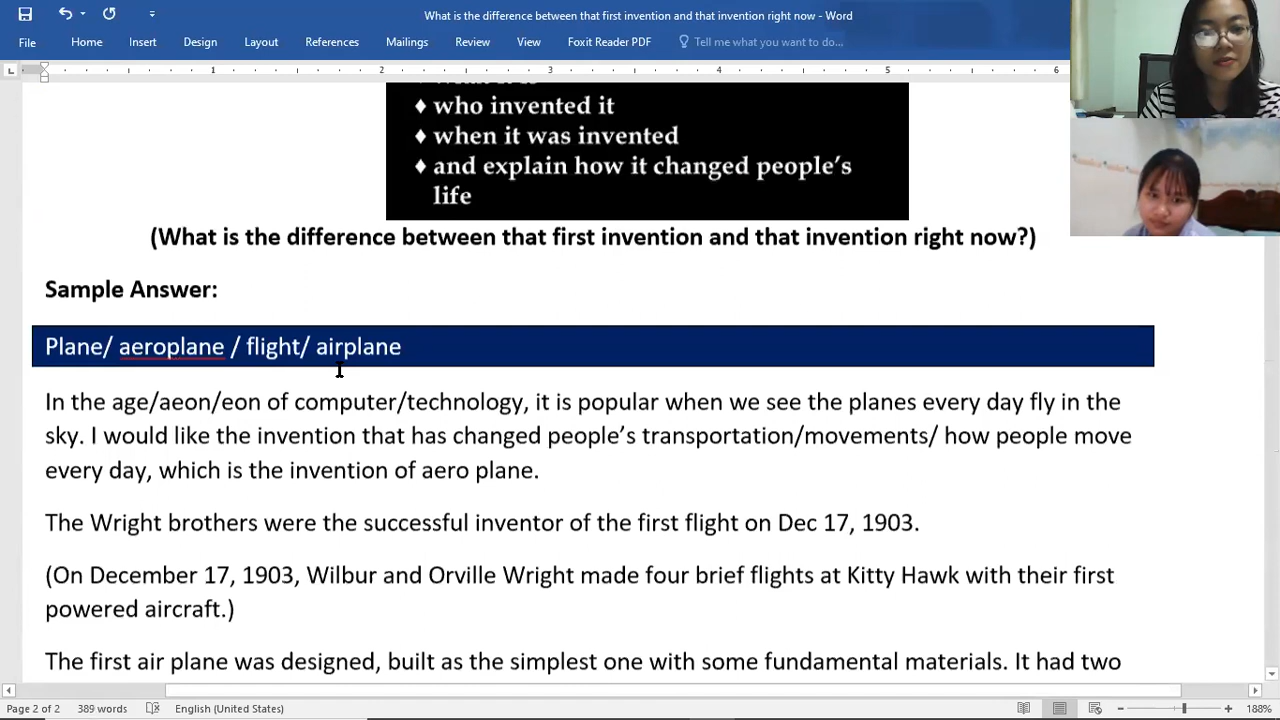 What is the difference between that first invention and that invention right now - Word
File Home Insert Design Layout References Mailings Review View Foxit Reader PDF Tell me what you want to do...
1 2 3 4 5 6
♦ who invented it
♦ when it was invented
♦ and explain how it changed people's
life
(What is the difference between that first invention and that invention right now?)
Sample Answer:
Plane/ aeroplane / flight/ airplane
In the age/aeon/eon of computer/technology, it is popular when we see the planes every day fly in the
sky. I would like the invention that has changed people's transportation/movements/ how people move
every day, which is the invention of aero plane.
The Wright brothers were the successful inventor of the first flight on Dec 17, 1903.
(On December 17, 1903, Wilbur and Orville Wright made four brief flights at Kitty Hawk with their first
powered aircraft.)
The first air plane was designed, built as the simplest one with some fundamental materials. It had two
Page 2 of 2 389 words English (United States) 188%